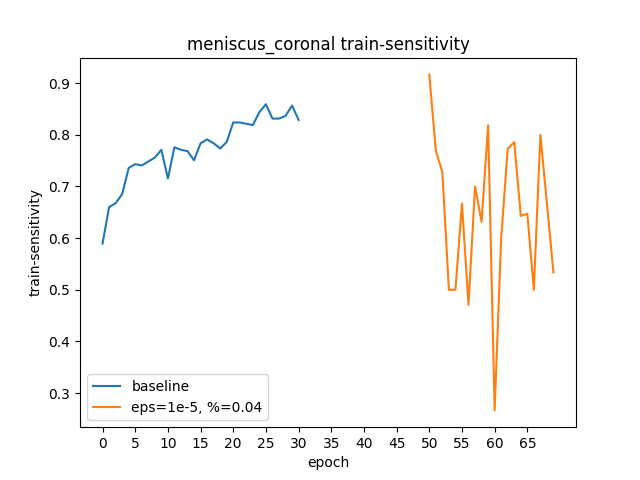 meniscus_coronal train-sensitivity
train-sensitivity
0.9
0.8
0.7
0.6
0.5
0.4
0.3
baseline
eps=1e-5, %=0.04
0 5 10 15 20 25 30 35 40 45 50 55 60 65
epoch